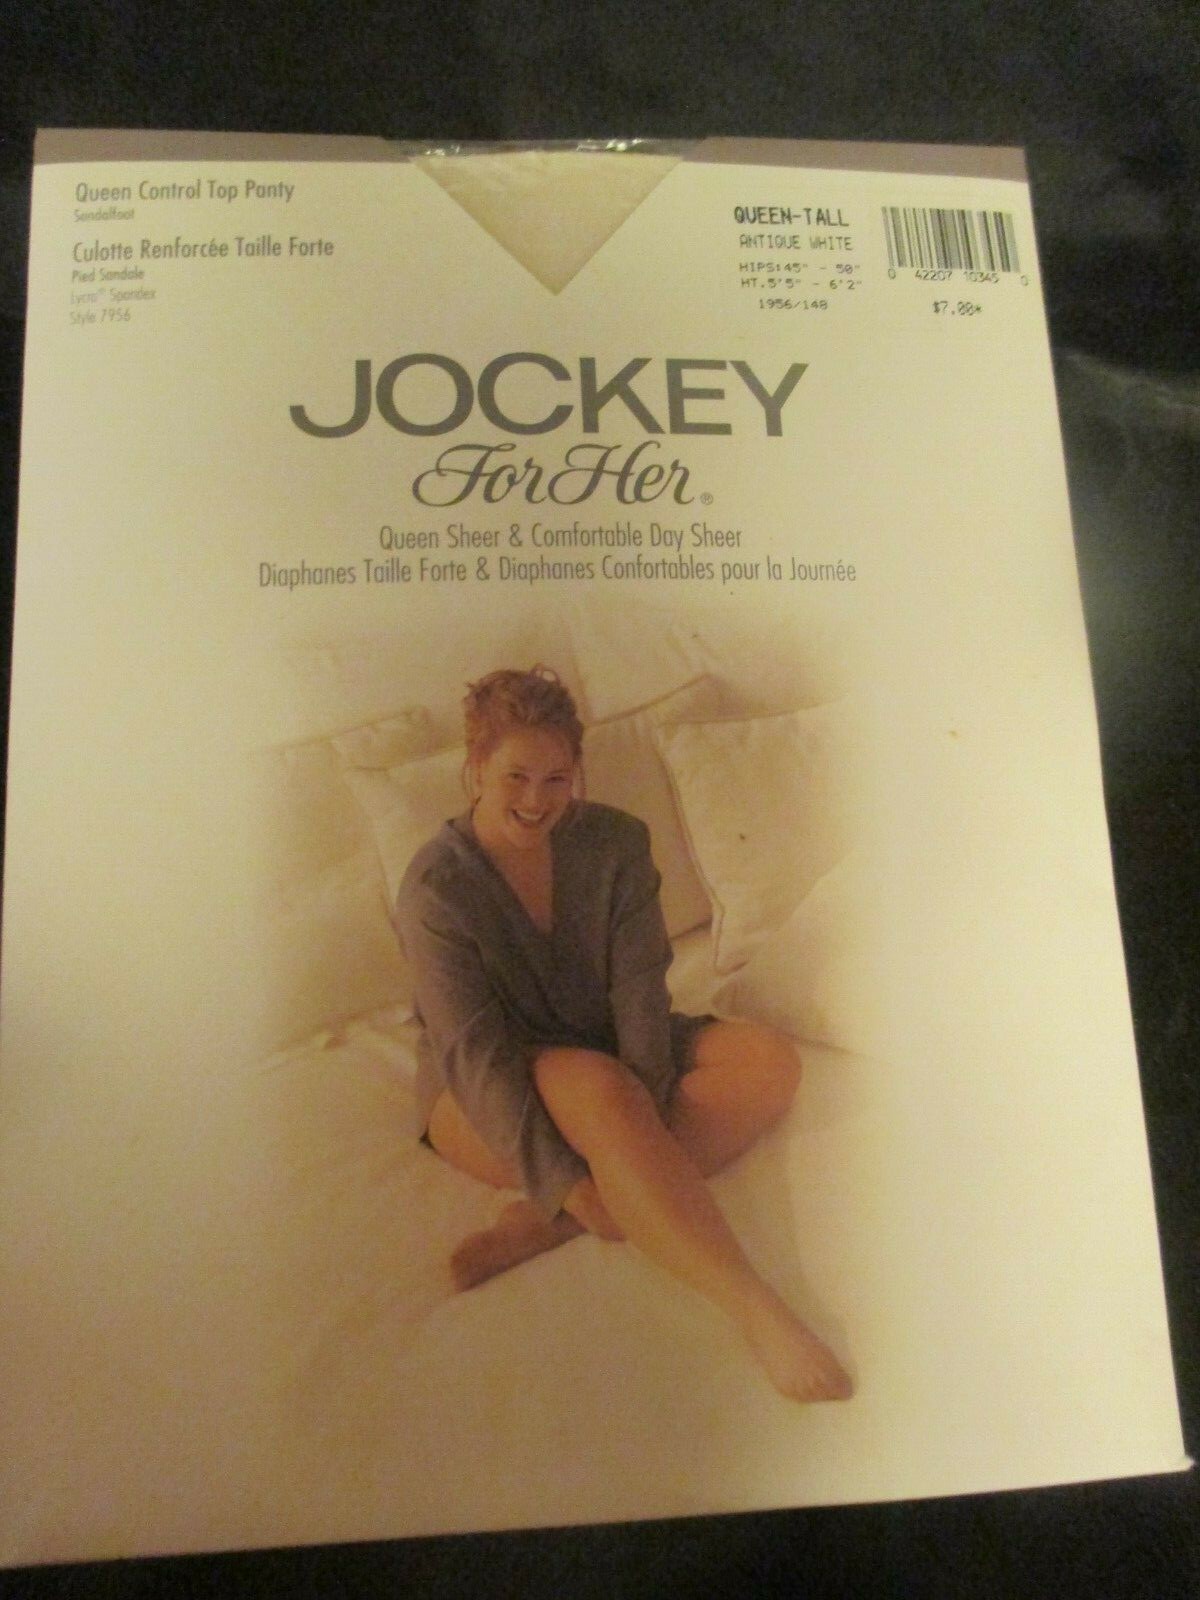 Queen Control Top Panty
Sandalfoot
Culotte Renforcée Taille Forte
Pied Sandale
Lycra® Spandex
Style 7956
QUEEN-TALL
ANTIQUE WHITE
HIPS:45" - 50"
HT.5'5" - 6'2"
1956/148
0 42207 10345 0
$7.00*
JOCKEY
For Her®
Queen Sheer & Comfortable Day Sheer
Diaphanes Taille Forte & Diaphanes Confortables pour la Journée